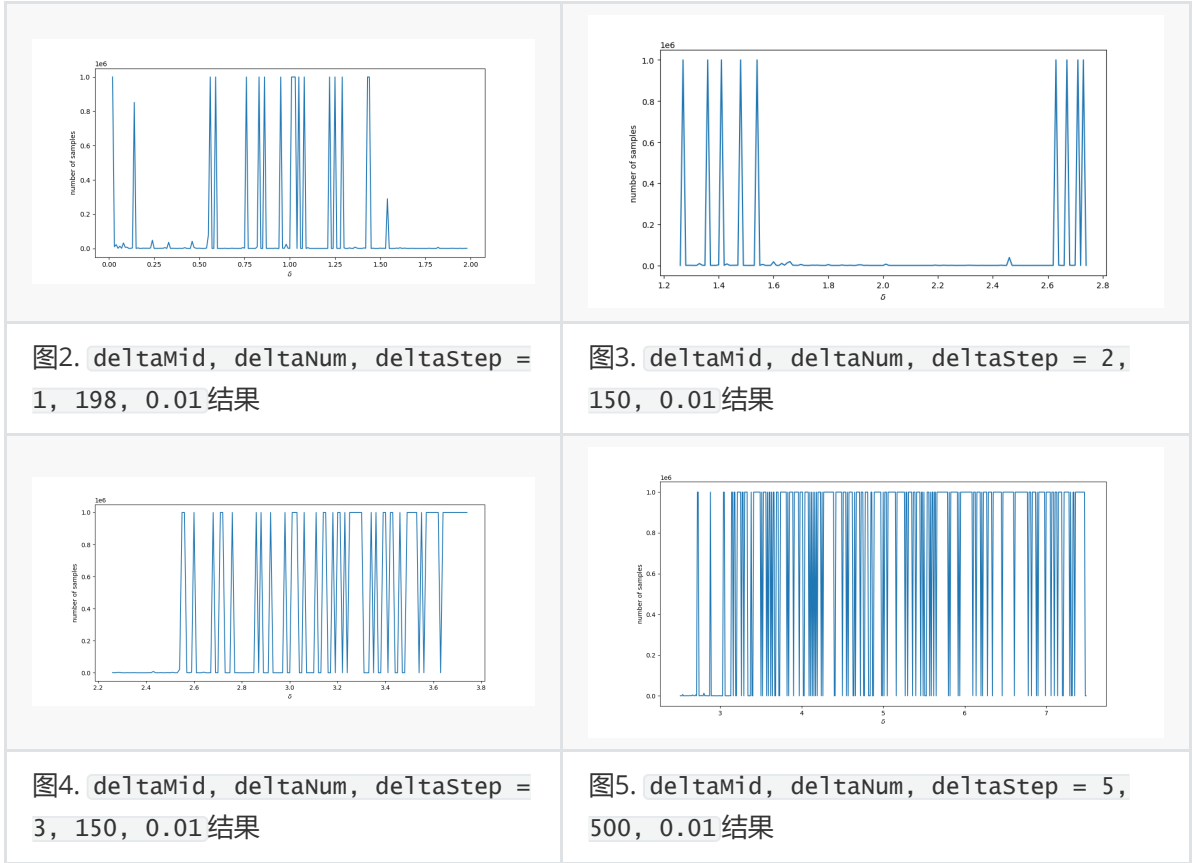 1e6
1.0
0.8
0.6
0.4
0.2
0.0
number of samples
0.00 0.25 0.50 0.75 1.00 1.25 1.50 1.75 2.00
δ
1e6
1.0
0.8
0.6
0.4
0.2
0.0
number of samples
1.2 1.4 1.6 1.8 2.0 2.2 2.4 2.6 2.8
δ
图2. deltaMid, deltaNum, deltaStep =
1, 198, 0.01结果
图3. deltaMid, deltaNum, deltaStep = 2,
150, 0.01结果
1e6
1.0
0.8
0.6
0.4
0.2
0.0
number of samples
2.2 2.4 2.6 2.8 3.0 3.2 3.4 3.6 3.8
δ
1e6
1.0
0.8
0.6
0.4
0.2
0.0
number of samples
3 4 5 6 7
δ
图4. deltaMid, deltaNum, deltaStep =
3, 150, 0.01结果
图5. deltaMid, deltaNum, deltaStep = 5,
500, 0.01结果